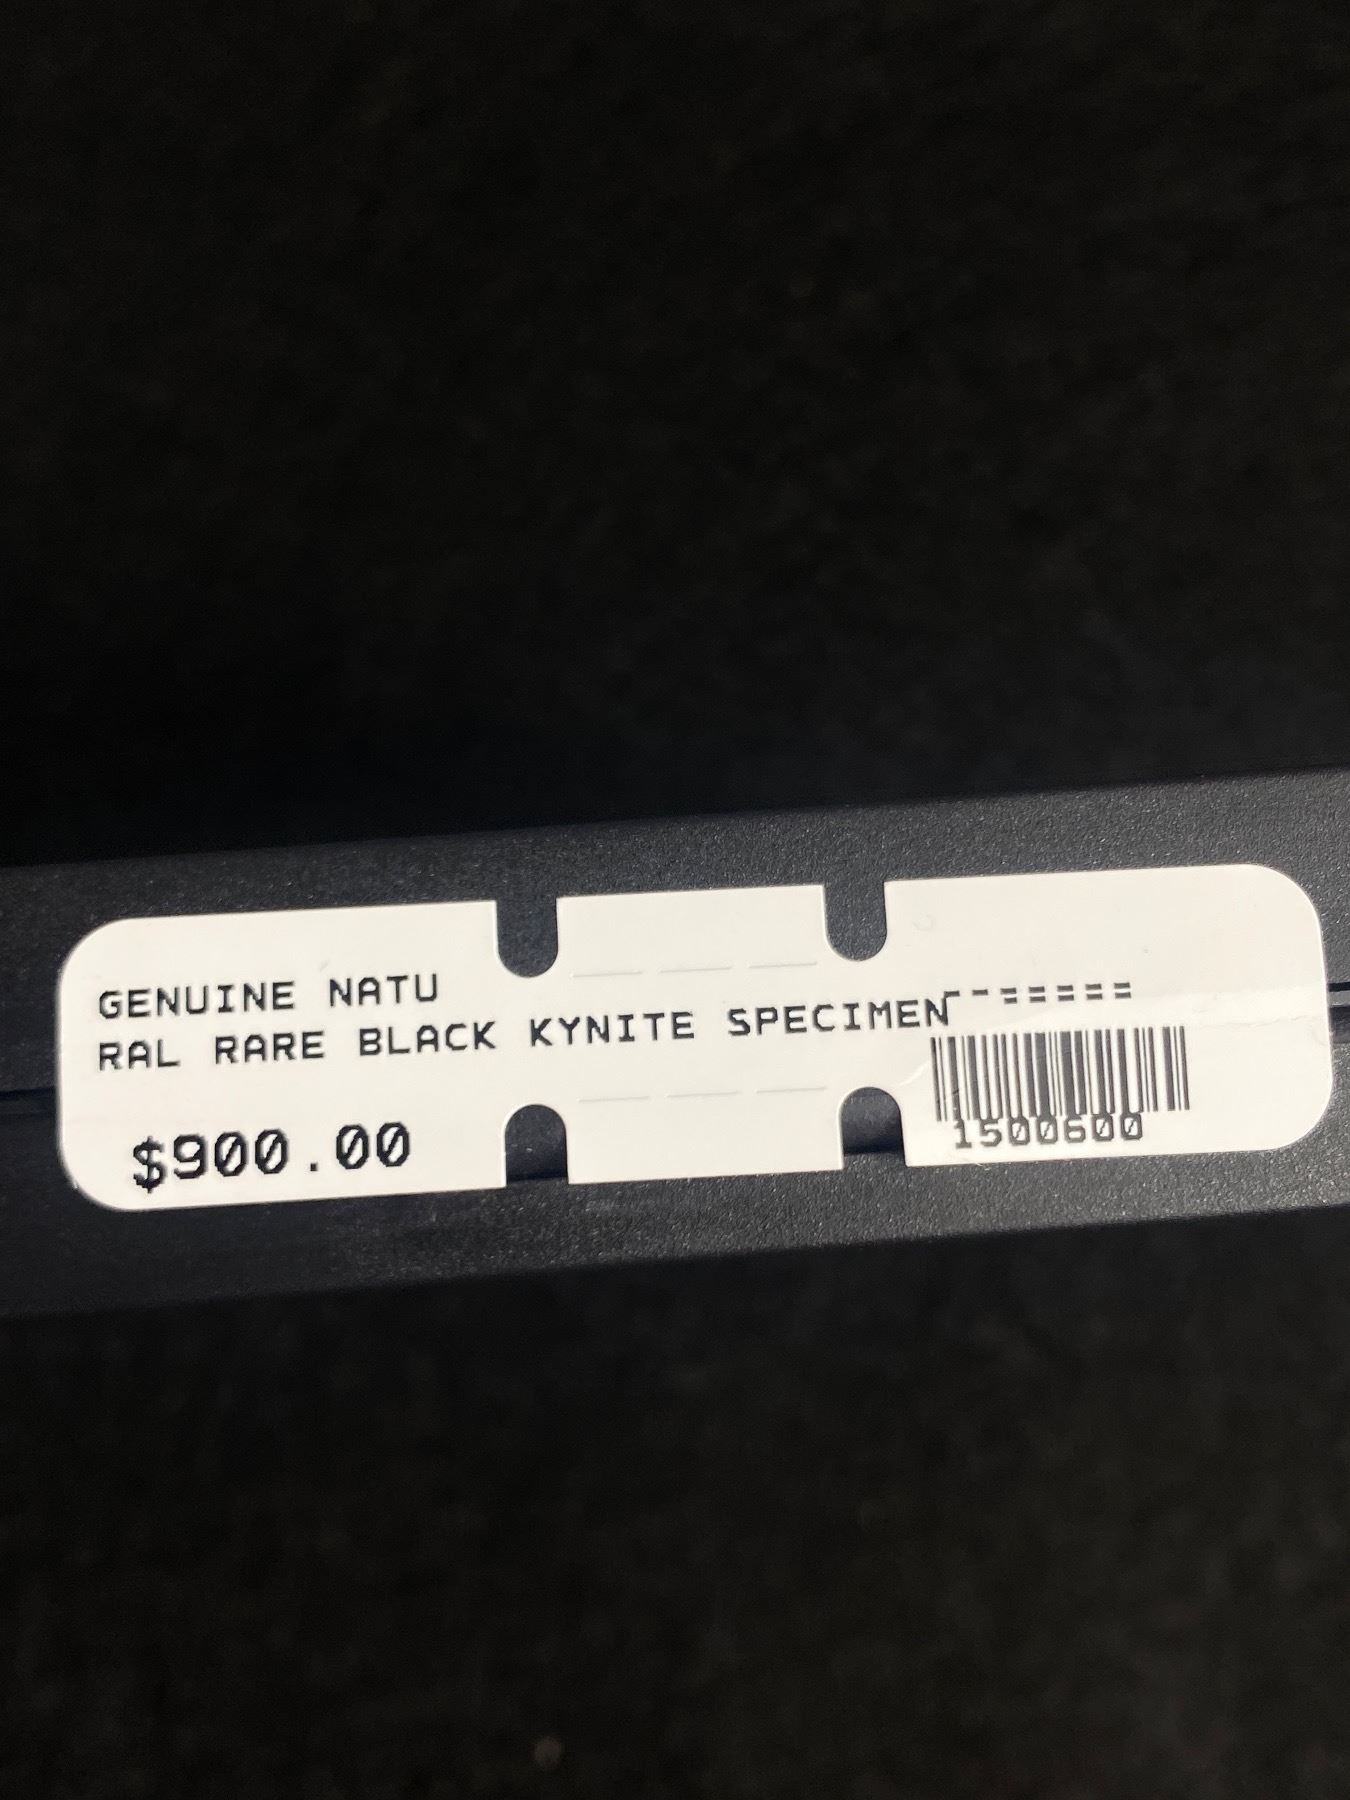 GENUINE NATU
RAL RARE BLACK KYNITE SPECIMEN
$900.00
1500600